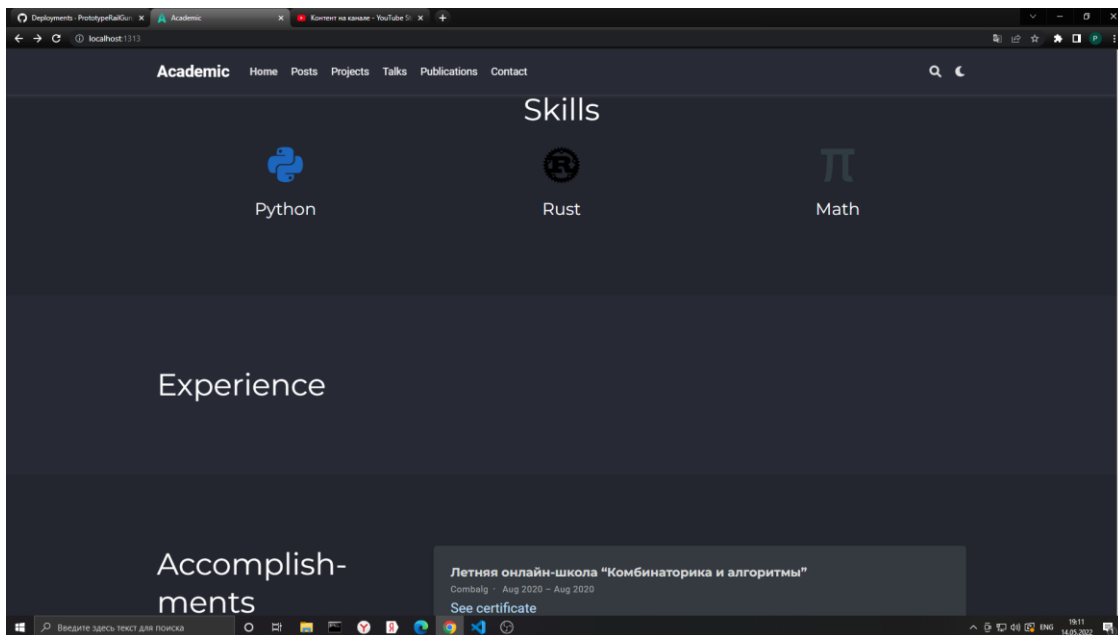 Deployments · PrototypeRailGun
Academic
Контент на канале - YouTube St
localhost:1313
Academic Home Posts Projects Talks Publications Contact
Skills
Python Rust Math
Experience
Accomplish-
ments
Летняя онлайн-школа “Комбинаторика и алгоритмы”
Combalg · Aug 2020 – Aug 2020
See certificate
Введите здесь текст для поиска
ENG
19:11
14.05.2022